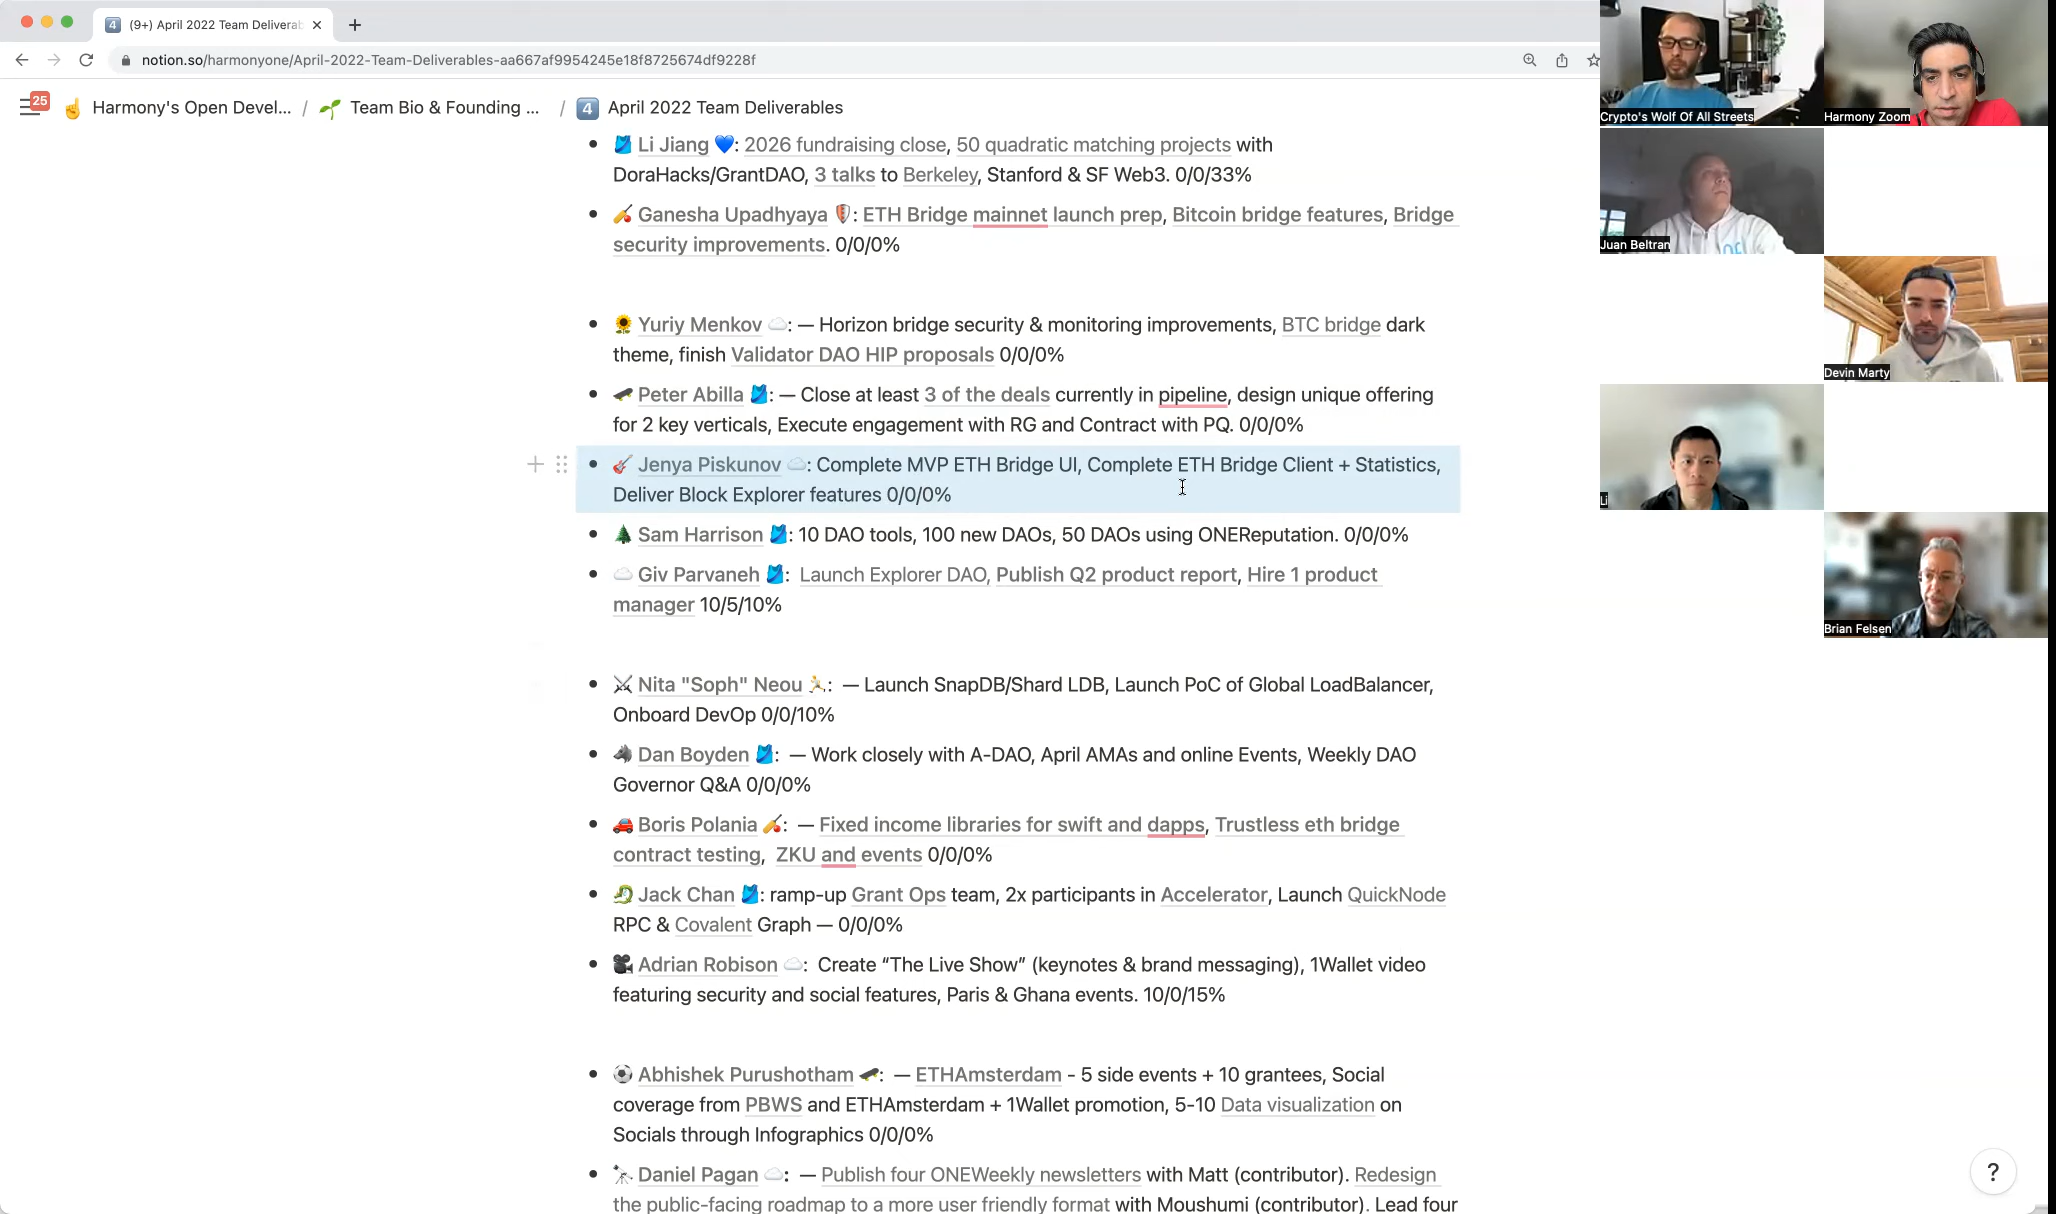 (9+) April 2022 Team Deliverab
notion.so/harmonyone/April-2022-Team-Deliverables-aa667af9954245e18f8725674df9228f
25
Harmony's Open Devel... / Team Bio & Founding ... / 4 April 2022 Team Deliverables
Li Jiang 💙: 2026 fundraising close, 50 quadratic matching projects with
DoraHacks/GrantDAO, 3 talks to Berkeley, Stanford & SF Web3. 0/0/33%
Ganesha Upadhyaya : ETH Bridge mainnet launch prep, Bitcoin bridge features, Bridge
security improvements. 0/0/0%
Yuriy Menkov : — Horizon bridge security & monitoring improvements, BTC bridge dark
theme, finish Validator DAO HIP proposals 0/0/0%
Peter Abilla : — Close at least 3 of the deals currently in pipeline, design unique offering
for 2 key verticals, Execute engagement with RG and Contract with PQ. 0/0/0%
Jenya Piskunov : Complete MVP ETH Bridge UI, Complete ETH Bridge Client + Statistics,
Deliver Block Explorer features 0/0/0%
Sam Harrison : 10 DAO tools, 100 new DAOs, 50 DAOs using ONEReputation. 0/0/0%
Giv Parvaneh : Launch Explorer DAO, Publish Q2 product report, Hire 1 product
manager 10/5/10%
Nita "Soph" Neou : — Launch SnapDB/Shard LDB, Launch PoC of Global LoadBalancer,
Onboard DevOp 0/0/10%
Dan Boyden : — Work closely with A-DAO, April AMAs and online Events, Weekly DAO
Governor Q&A 0/0/0%
Boris Polania : — Fixed income libraries for swift and dapps, Trustless eth bridge
contract testing, ZKU and events 0/0/0%
Jack Chan : ramp-up Grant Ops team, 2x participants in Accelerator, Launch QuickNode
RPC & Covalent Graph — 0/0/0%
Adrian Robison : Create “The Live Show” (keynotes & brand messaging), 1Wallet video
featuring security and social features, Paris & Ghana events. 10/0/15%
Abhishek Purushotham : — ETHAmsterdam - 5 side events + 10 grantees, Social
coverage from PBWS and ETHAmsterdam + 1Wallet promotion, 5-10 Data visualization on
Socials through Infographics 0/0/0%
Daniel Pagan : — Publish four ONEWeekly newsletters with Matt (contributor). Redesign
the public-facing roadmap to a more user friendly format with Moushumi (contributor). Lead four
Crypto's Wolf Of All Streets
Harmony Zoom
Juan Beltran
Devin Marty
Li
Brian Felsen
?